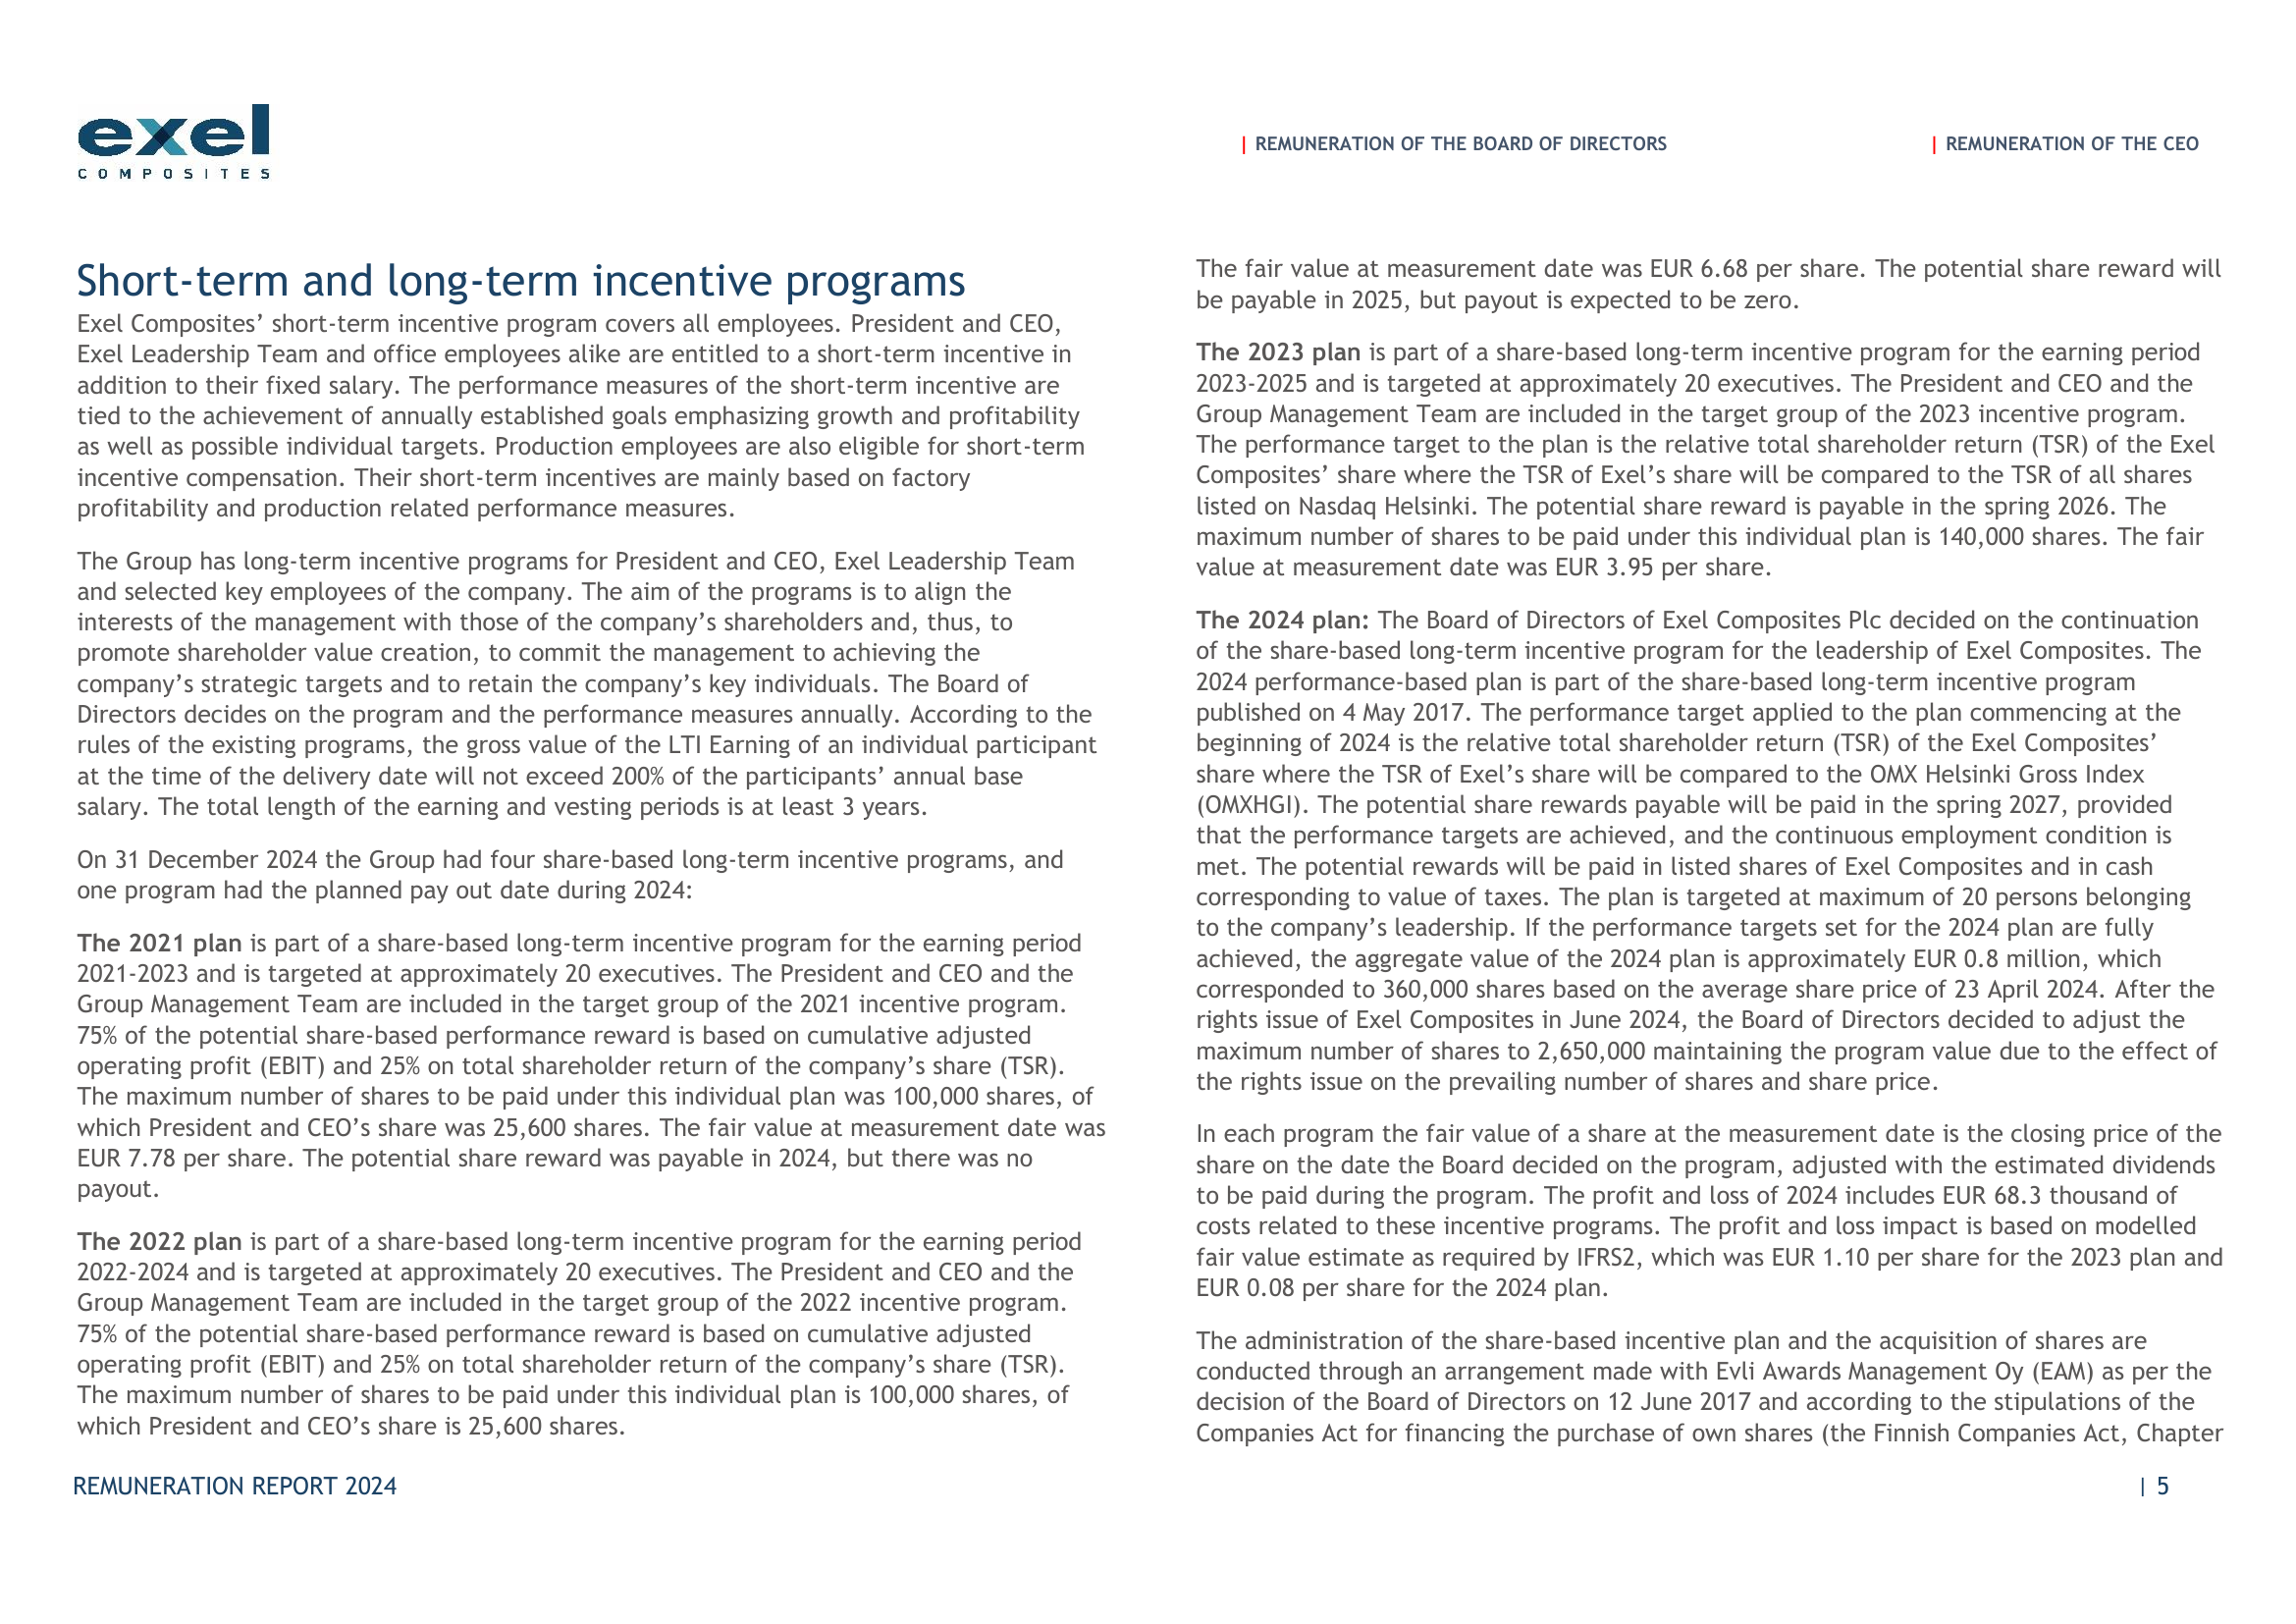 exel
COMPOSITES
| REMUNERATION OF THE BOARD OF DIRECTORS
| REMUNERATION OF THE CEO
Short-term and long-term incentive programs
Exel Composites’ short-term incentive program covers all employees. President and CEO,
Exel Leadership Team and office employees alike are entitled to a short-term incentive in
addition to their fixed salary. The performance measures of the short-term incentive are
tied to the achievement of annually established goals emphasizing growth and profitability
as well as possible individual targets. Production employees are also eligible for short-term
incentive compensation. Their short-term incentives are mainly based on factory
profitability and production related performance measures.
The Group has long-term incentive programs for President and CEO, Exel Leadership Team
and selected key employees of the company. The aim of the programs is to align the
interests of the management with those of the company’s shareholders and, thus, to
promote shareholder value creation, to commit the management to achieving the
company’s strategic targets and to retain the company’s key individuals. The Board of
Directors decides on the program and the performance measures annually. According to the
rules of the existing programs, the gross value of the LTI Earning of an individual participant
at the time of the delivery date will not exceed 200% of the participants’ annual base
salary. The total length of the earning and vesting periods is at least 3 years.
On 31 December 2024 the Group had four share-based long-term incentive programs, and
one program had the planned pay out date during 2024:
The 2021 plan is part of a share-based long-term incentive program for the earning period
2021-2023 and is targeted at approximately 20 executives. The President and CEO and the
Group Management Team are included in the target group of the 2021 incentive program.
75% of the potential share-based performance reward is based on cumulative adjusted
operating profit (EBIT) and 25% on total shareholder return of the company’s share (TSR).
The maximum number of shares to be paid under this individual plan was 100,000 shares, of
which President and CEO’s share was 25,600 shares. The fair value at measurement date was
EUR 7.78 per share. The potential share reward was payable in 2024, but there was no
payout.
The 2022 plan is part of a share-based long-term incentive program for the earning period
2022-2024 and is targeted at approximately 20 executives. The President and CEO and the
Group Management Team are included in the target group of the 2022 incentive program.
75% of the potential share-based performance reward is based on cumulative adjusted
operating profit (EBIT) and 25% on total shareholder return of the company’s share (TSR).
The maximum number of shares to be paid under this individual plan is 100,000 shares, of
which President and CEO’s share is 25,600 shares.
The fair value at measurement date was EUR 6.68 per share. The potential share reward will
be payable in 2025, but payout is expected to be zero.
The 2023 plan is part of a share-based long-term incentive program for the earning period
2023-2025 and is targeted at approximately 20 executives. The President and CEO and the
Group Management Team are included in the target group of the 2023 incentive program.
The performance target to the plan is the relative total shareholder return (TSR) of the Exel
Composites’ share where the TSR of Exel’s share will be compared to the TSR of all shares
listed on Nasdaq Helsinki. The potential share reward is payable in the spring 2026. The
maximum number of shares to be paid under this individual plan is 140,000 shares. The fair
value at measurement date was EUR 3.95 per share.
The 2024 plan: The Board of Directors of Exel Composites Plc decided on the continuation
of the share-based long-term incentive program for the leadership of Exel Composites. The
2024 performance-based plan is part of the share-based long-term incentive program
published on 4 May 2017. The performance target applied to the plan commencing at the
beginning of 2024 is the relative total shareholder return (TSR) of the Exel Composites’
share where the TSR of Exel’s share will be compared to the OMX Helsinki Gross Index
(OMXHGI). The potential share rewards payable will be paid in the spring 2027, provided
that the performance targets are achieved, and the continuous employment condition is
met. The potential rewards will be paid in listed shares of Exel Composites and in cash
corresponding to value of taxes. The plan is targeted at maximum of 20 persons belonging
to the company’s leadership. If the performance targets set for the 2024 plan are fully
achieved, the aggregate value of the 2024 plan is approximately EUR 0.8 million, which
corresponded to 360,000 shares based on the average share price of 23 April 2024. After the
rights issue of Exel Composites in June 2024, the Board of Directors decided to adjust the
maximum number of shares to 2,650,000 maintaining the program value due to the effect of
the rights issue on the prevailing number of shares and share price.
In each program the fair value of a share at the measurement date is the closing price of the
share on the date the Board decided on the program, adjusted with the estimated dividends
to be paid during the program. The profit and loss of 2024 includes EUR 68.3 thousand of
costs related to these incentive programs. The profit and loss impact is based on modelled
fair value estimate as required by IFRS2, which was EUR 1.10 per share for the 2023 plan and
EUR 0.08 per share for the 2024 plan.
The administration of the share-based incentive plan and the acquisition of shares are
conducted through an arrangement made with Evli Awards Management Oy (EAM) as per the
decision of the Board of Directors on 12 June 2017 and according to the stipulations of the
Companies Act for financing the purchase of own shares (the Finnish Companies Act, Chapter
REMUNERATION REPORT 2024
| 5